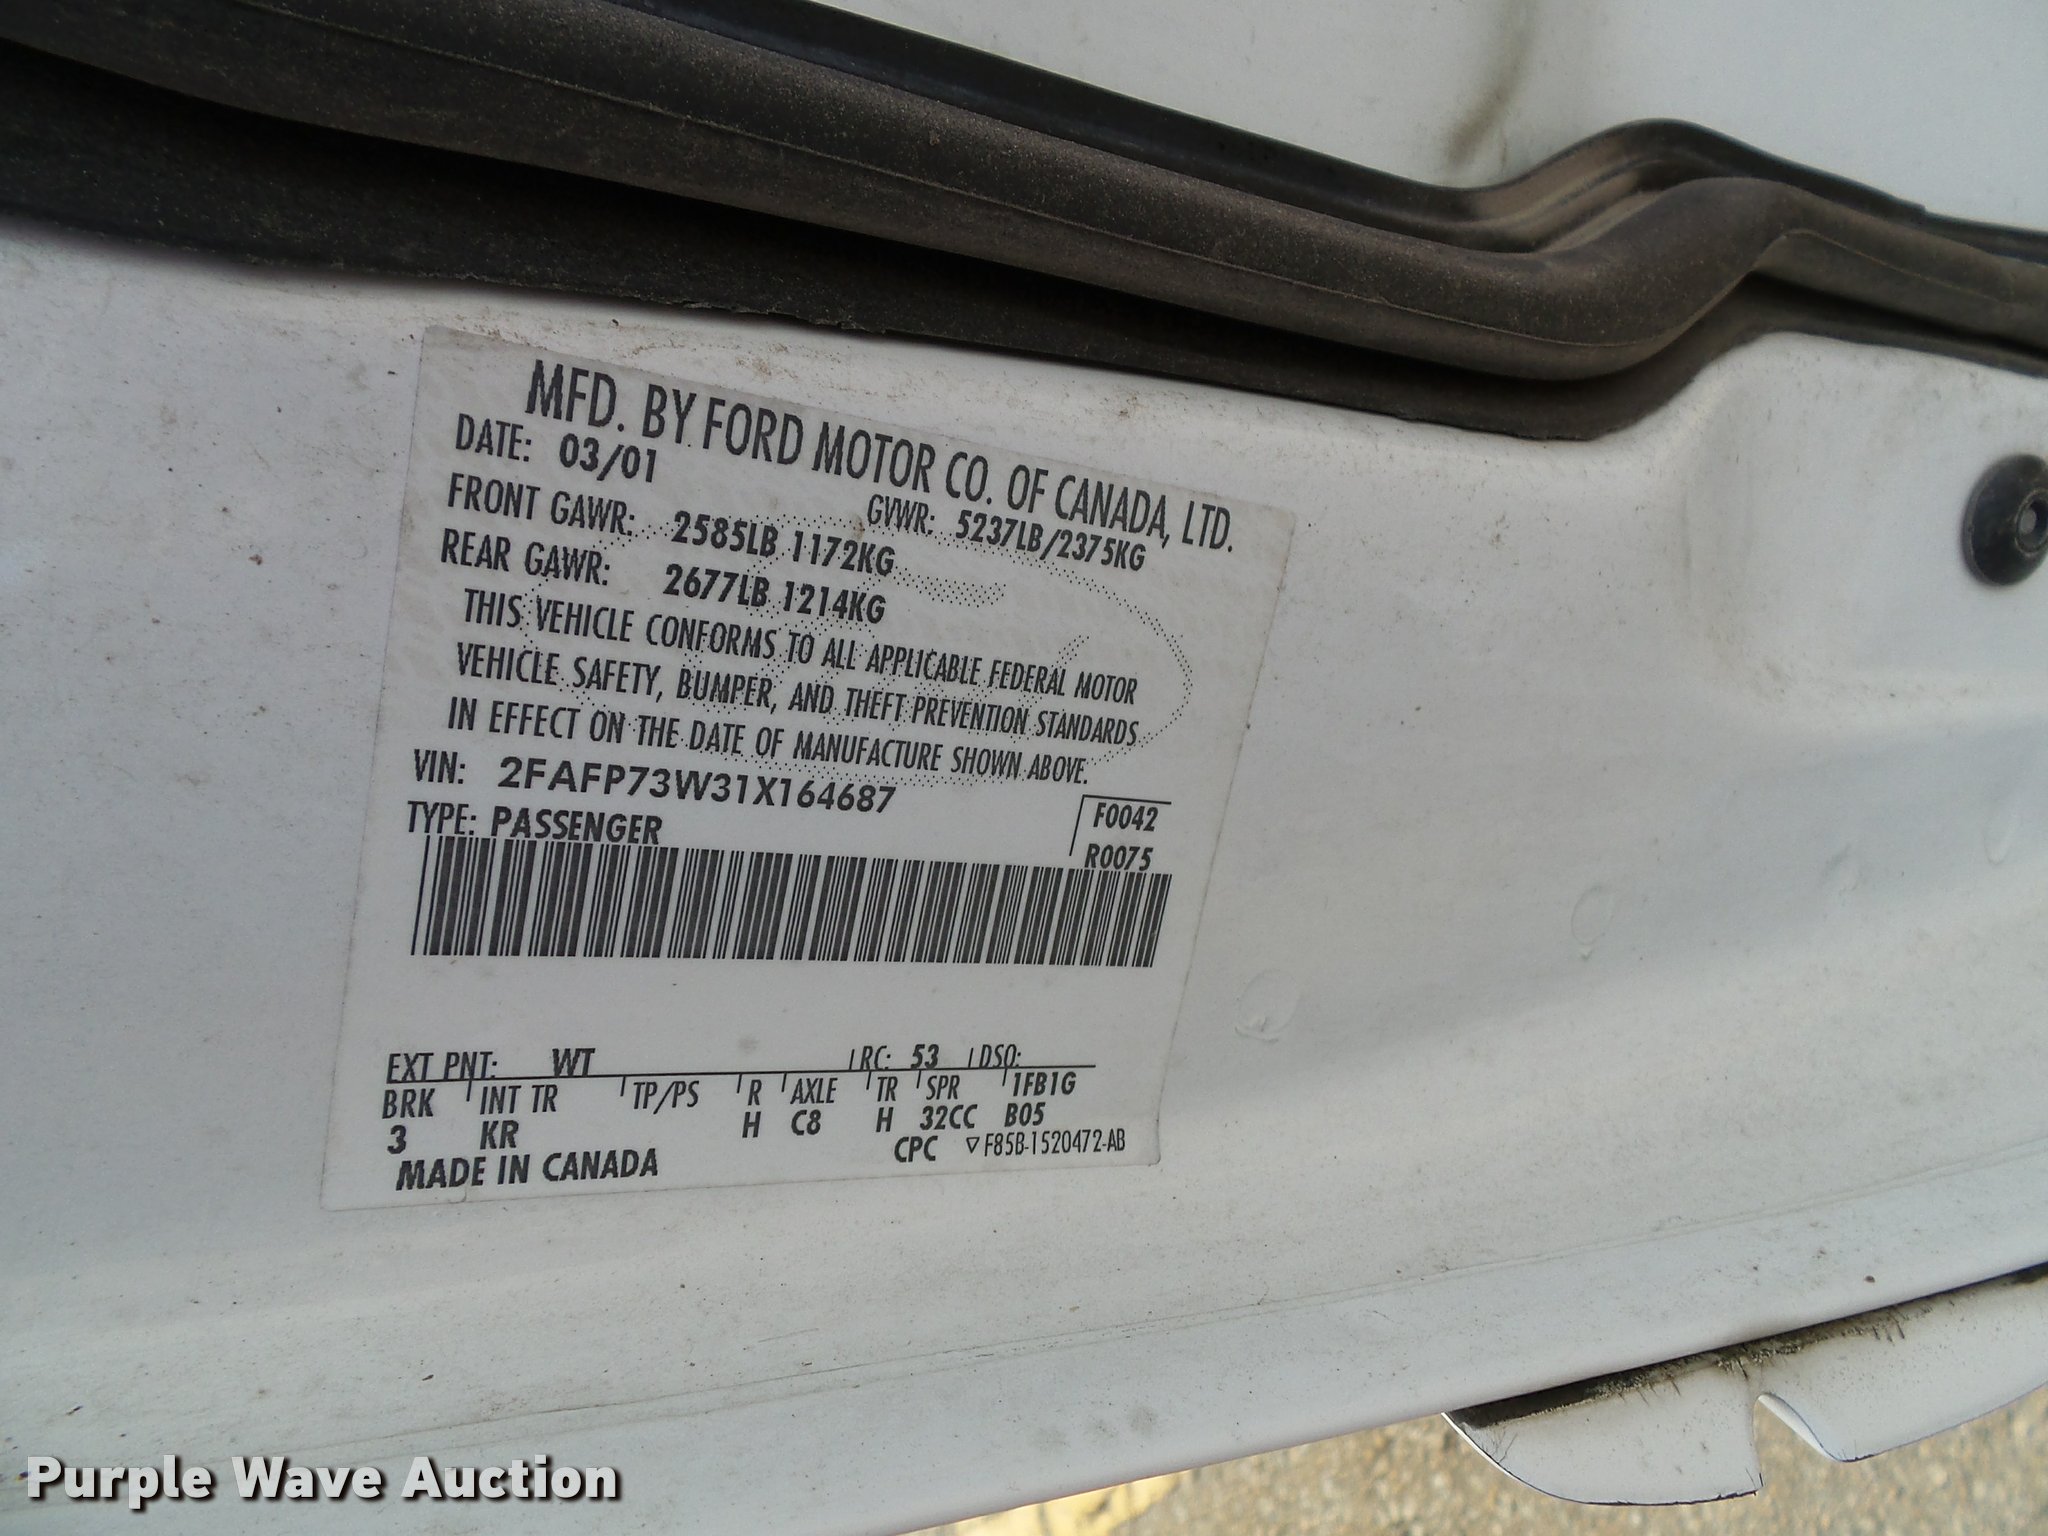 MFD. BY FORD MOTOR CO. OF CANADA, LTD.
DATE: 03/01 GVWR: 5237LB/2375KG
FRONT GAWR: 2585LB 1172KG
REAR GAWR: 2677LB 1214KG
THIS VEHICLE CONFORMS TO ALL APPLICABLE FEDERAL MOTOR
VEHICLE SAFETY, BUMPER, AND THEFT PREVENTION STANDARDS
IN EFFECT ON THE DATE OF MANUFACTURE SHOWN ABOVE.
VIN: 2FAFP73W31X164687
F0042
TYPE: PASSENGER
R0075
EXT PNT: WT RC: 53 DSO:
BRK INT TR TP/PS R AXLE TR SPR 1FB1G
3 KR H C8 H 32CC B05
MADE IN CANADA CPC ▽F85B-1520472-AB
Purple Wave Auction